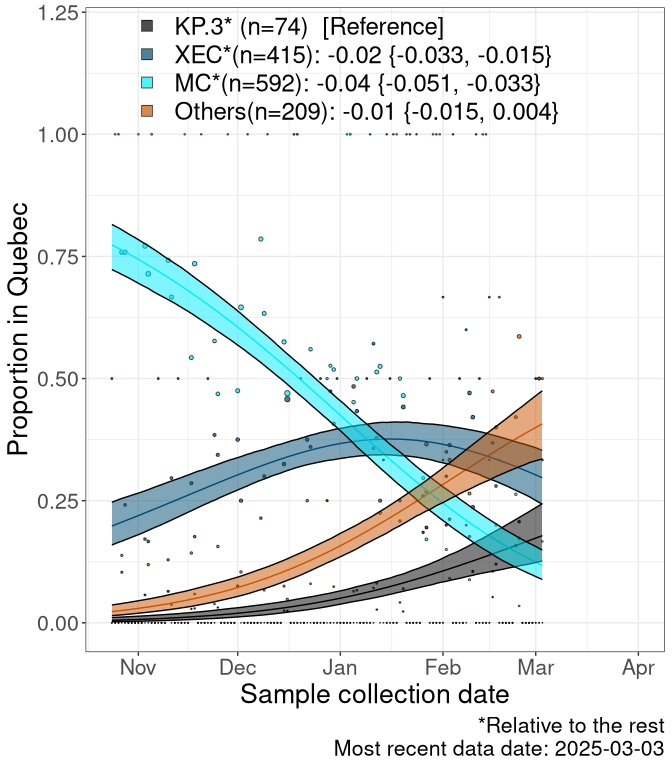 KP.3* (n=74)  [Reference]
XEC*(n=415): -0.02 {-0.033, -0.015}
MC*(n=592): -0.04 {-0.051, -0.033}
Others(n=209): -0.01 {-0.015, 0.004}
Proportion in Quebec
1.25
1.00
0.75
0.50
0.25
0.00
Nov Dec Jan Feb Mar Apr
Sample collection date
*Relative to the rest
Most recent data date: 2025-03-03